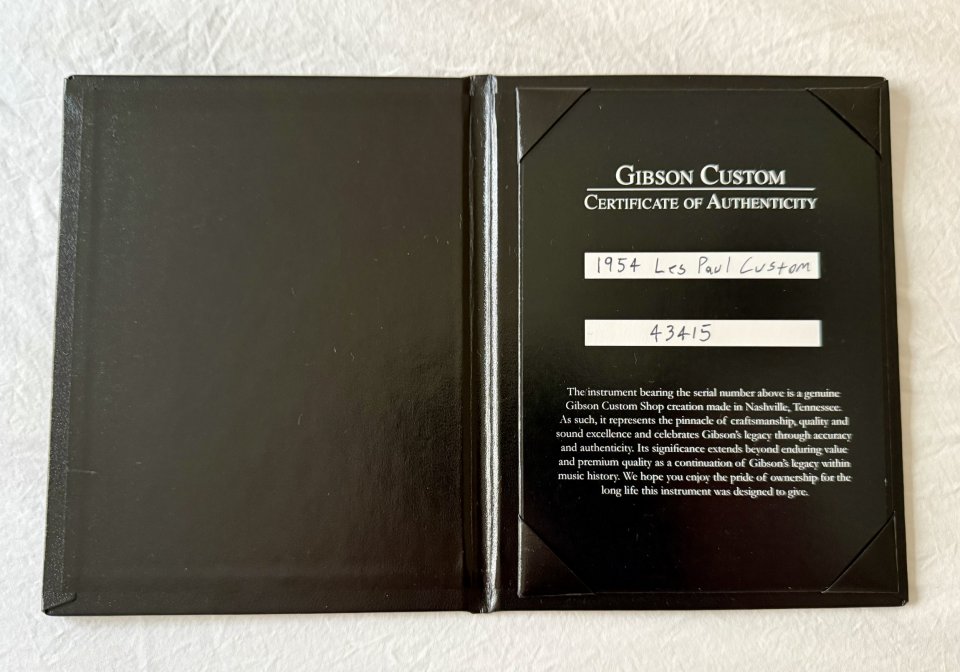 GIBSON CUSTOM
CERTIFICATE OF AUTHENTICITY
1954 Les Paul Custom
43415
The instrument bearing the serial number above is a genuine
Gibson Custom Shop creation made in Nashville, Tennessee.
As such, it represents the pinnacle of craftsmanship, quality and
sound excellence and celebrates Gibson's legacy through accuracy
and authenticity. Its significance extends beyond enduring value
and premium quality as a continuation of Gibson's legacy within
music history. We hope you enjoy the pride of ownership for the
long life this instrument was designed to give.